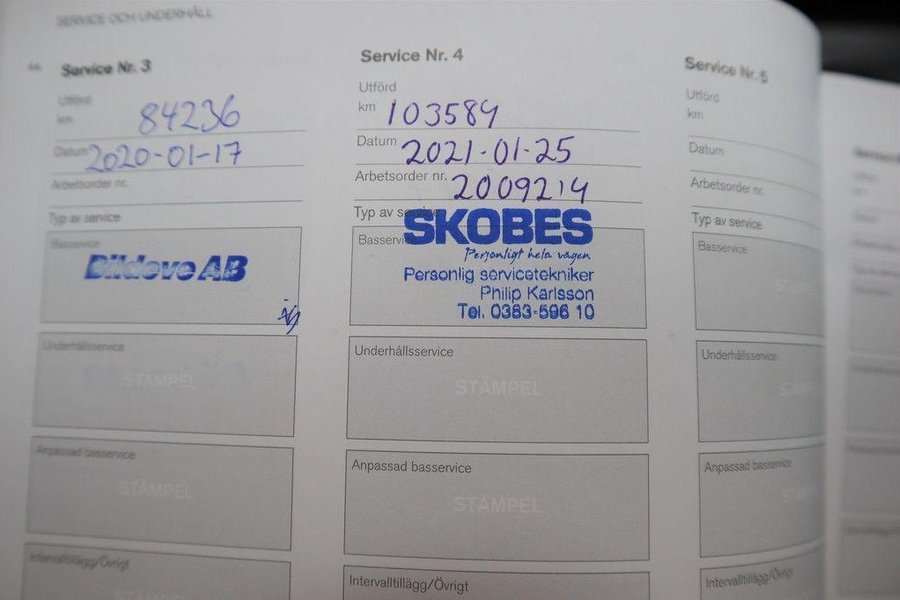 SERVICE OCH UNDERHÅLL
Service Nr. 3
Utförd
km 84236
Datum 2020-01-17
Arbetsorder nr.
Typ av service
Basservice
Bildeve AB
Underhållsservice
STÄMPEL
Anpassad basservice
STÄMPEL
Intervalltillägg/Övrigt
Service Nr. 4
Utförd
km 103584
Datum 2021-01-25
Arbetsorder nr. 2009214
Typ av service
SKOBES
Basservice
Personligt hela vägen
Personlig servicetekniker
Philip Karlsson
Tel. 0383-596 10
Underhållsservice
STÄMPEL
Anpassad basservice
STÄMPEL
Intervalltillägg/Övrigt
Service Nr. 5
Utförd
km
Datum
Arbetsorder nr.
Typ av service
Basservice
Underhållsservice
Anpassad basservice
Intervalltillägg/Övrigt